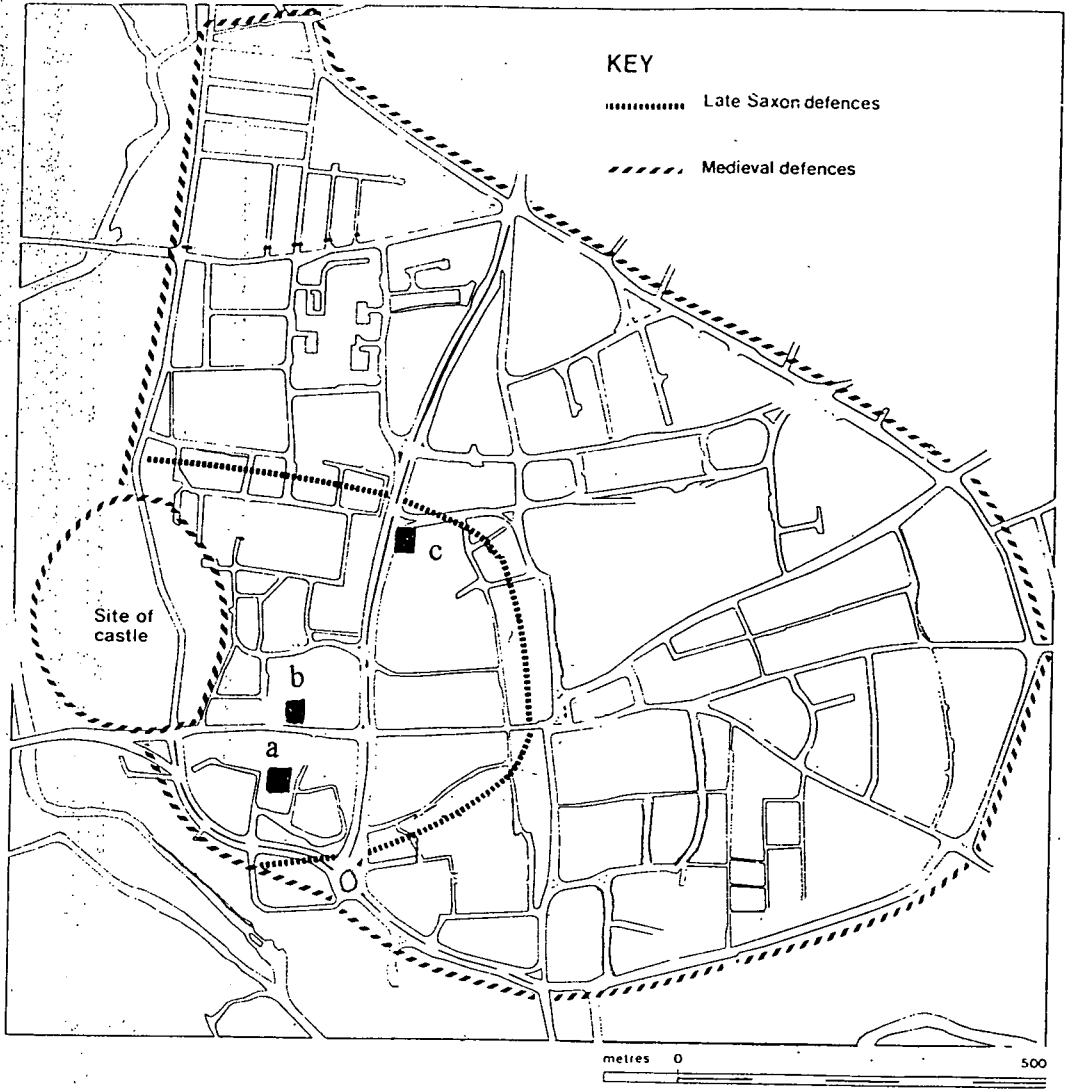 KEY
Late Saxon defences
Medieval defences
c
Site of
castle
b
a
metres 0 500